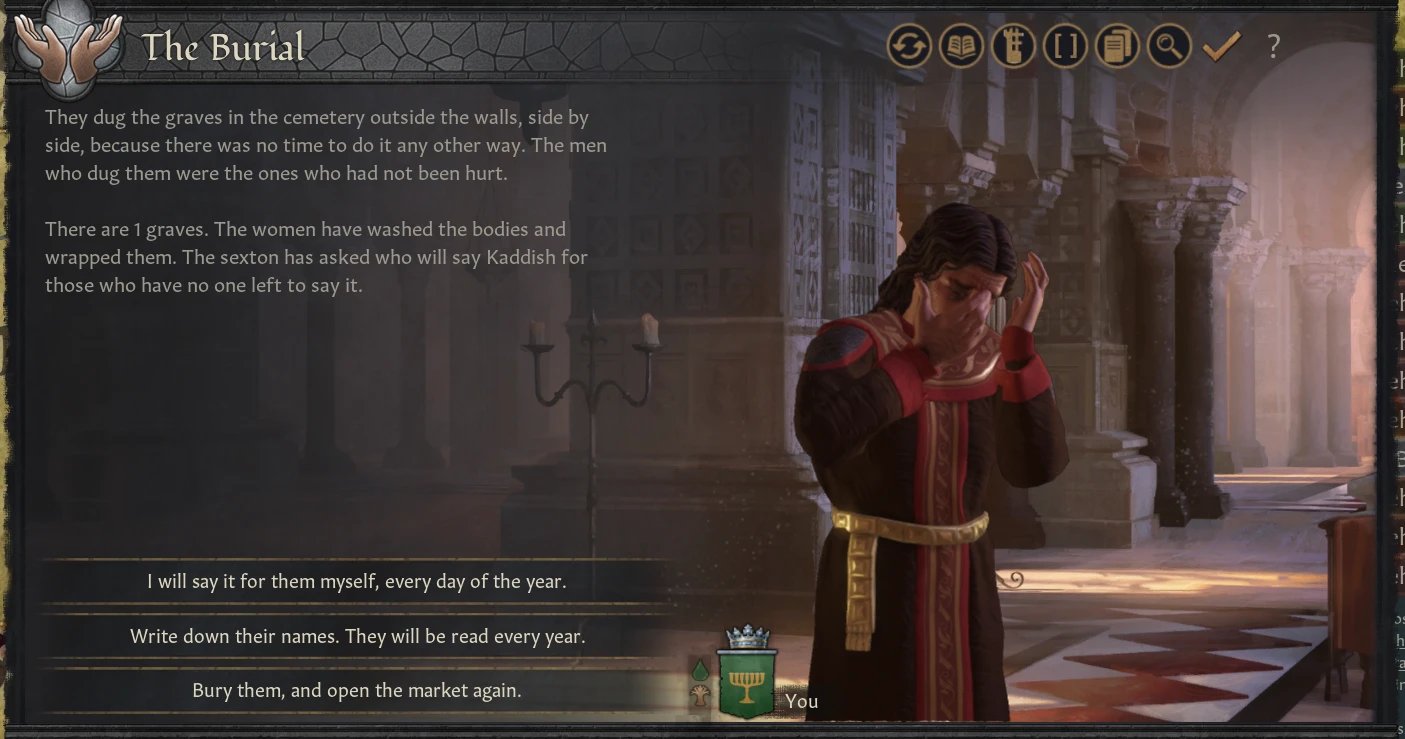 The Burial
?
They dug the graves in the cemetery outside the walls, side by
side, because there was no time to do it any other way. The men
who dug them were the ones who had not been hurt.
There are 1 graves. The women have washed the bodies and
wrapped them. The sexton has asked who will say Kaddish for
those who have no one left to say it.
I will say it for them myself, every day of the year.
Write down their names. They will be read every year.
Bury them, and open the market again.
You